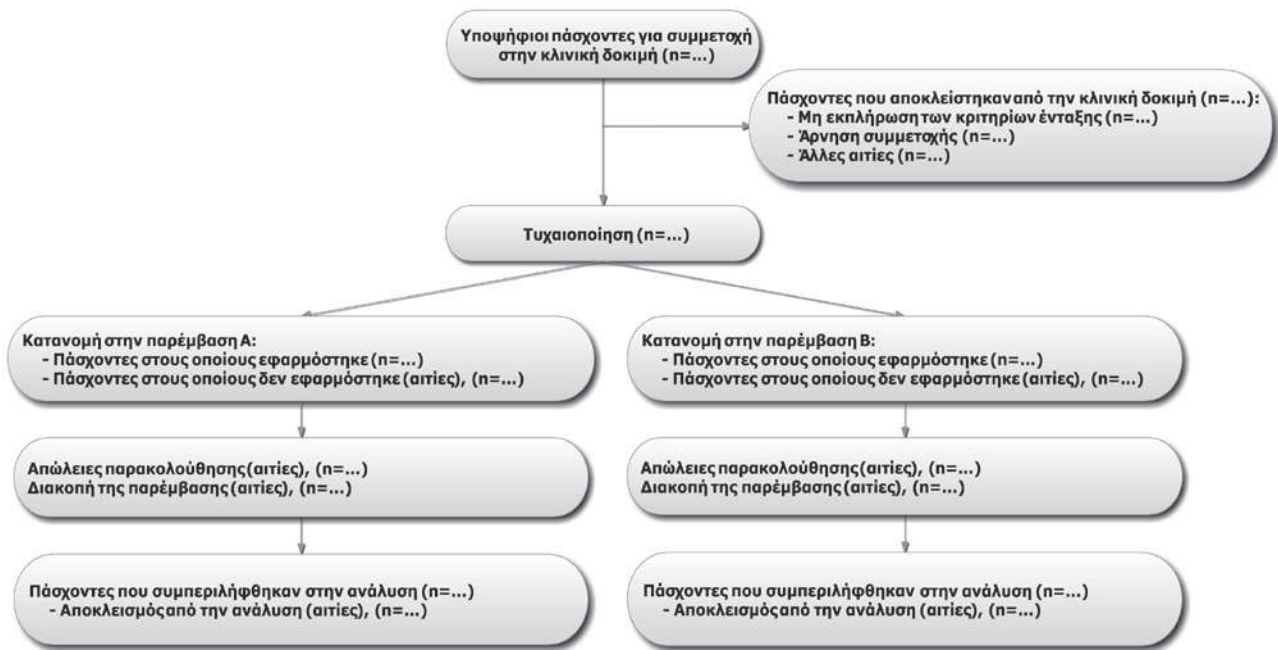 Υποψήφιοι πάσχοντες για συμμετοχή
στην κλινική δοκιμή (n=...)
Πάσχοντες που αποκλείστηκαν από την κλινική δοκιμή (n=...):
- Μη εκπλήρωση των κριτηρίων ένταξης (n=...)
- Άρνηση συμμετοχής (n=...)
- Άλλες αιτίες (n=...)
Τυχαιοποίηση (n=...)
Κατανομή στην παρέμβαση Α:
- Πάσχοντες στους οποίους εφαρμόστηκε (n=...)
- Πάσχοντες στους οποίους δεν εφαρμόστηκε (αιτίες), (n=...)
Κατανομή στην παρέμβαση Β:
- Πάσχοντες στους οποίους εφαρμόστηκε (n=...)
- Πάσχοντες στους οποίους δεν εφαρμόστηκε (αιτίες), (n=...)
Απώλειες παρακολούθησης (αιτίες), (n=...)
Διακοπή της παρέμβασης (αιτίες), (n=...)
Απώλειες παρακολούθησης (αιτίες), (n=...)
Διακοπή της παρέμβασης (αιτίες), (n=...)
Πάσχοντες που συμπεριλήφθηκαν στην ανάλυση (n=...)
- Αποκλεισμός από την ανάλυση (αιτίες), (n=...)
Πάσχοντες που συμπεριλήφθηκαν στην ανάλυση (n=...)
- Αποκλεισμός από την ανάλυση (αιτίες), (n=...)